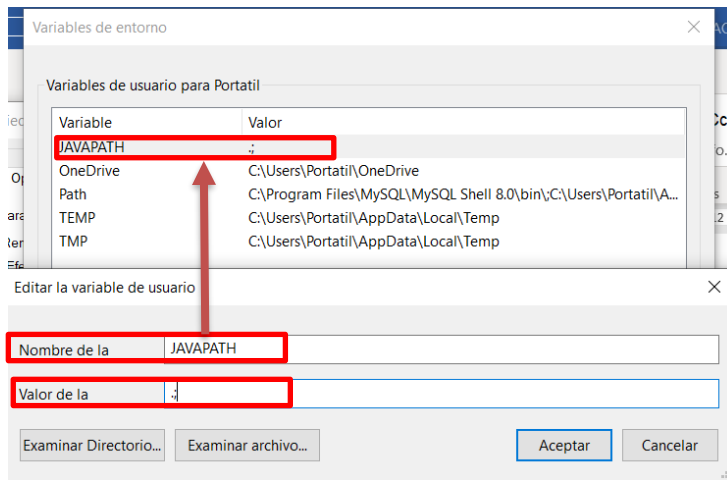 Variables de entorno
Variables de usuario para Portatil
Variable Valor
JAVAPATH .;
OneDrive C:\Users\Portatil\OneDrive
Path C:\Program Files\MySQL\MySQL Shell 8.0\bin\;C:\Users\Portatil\A...
TEMP C:\Users\Portatil\AppData\Local\Temp
TMP C:\Users\Portatil\AppData\Local\Temp
Editar la variable de usuario
Nombre de la JAVAPATH
Valor de la .;
Examinar Directorio... Examinar archivo... Aceptar Cancelar